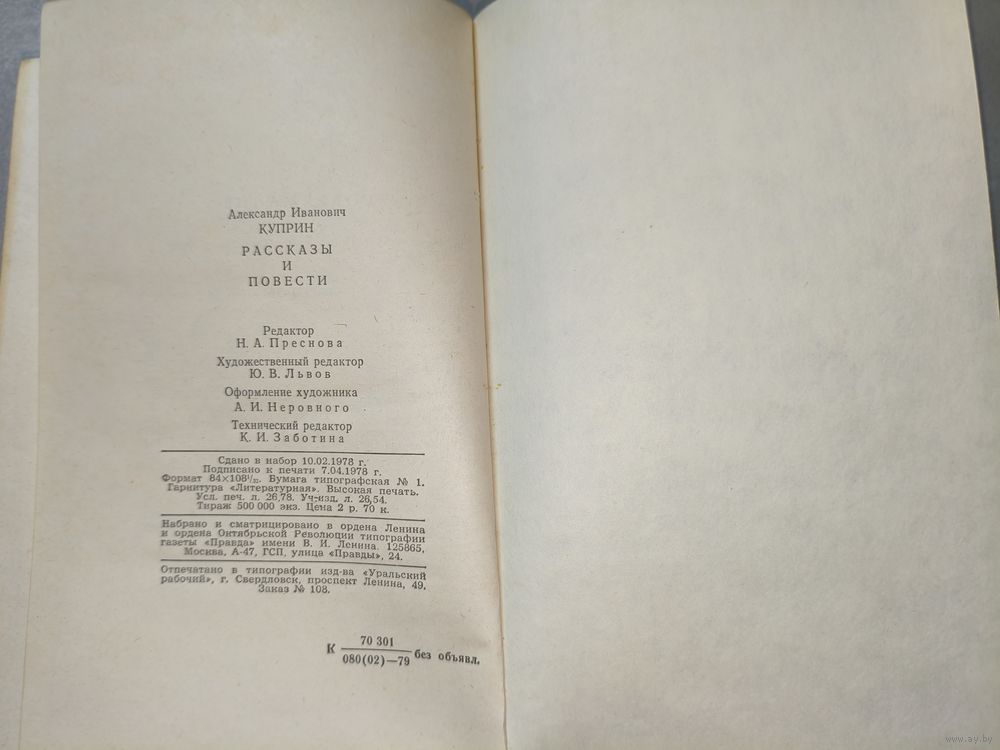 Александр Иванович
КУПРИН
РАССКАЗЫ
И
ПОВЕСТИ
Редактор
Н. А. Преснова
Художественный редактор
Ю. В. Львов
Оформление художника
А. И. Неровного
Технический редактор
К. И. Заботина
Сдано в набор 10.02.1978 г.
Подписано к печати 7.04.1978 г.
Формат 84×108¹/₃₂. Бумага типографская № 1.
Гарнитура «Литературная». Высокая печать.
Усл. печ. л. 26,78. Уч-изд. л. 26,54.
Тираж 500 000 экз. Цена 2 р. 70 к.
Набрано и сматрицировано в ордена Ленина
и ордена Октябрьской Революции типографии
газеты «Правда» имени В. И. Ленина. 125865,
Москва, А-47, ГСП, улица «Правды», 24.
Отпечатано в типографии изд-ва «Уральский
рабочий», г. Свердловск, проспект Ленина, 49.
Заказ № 108.
70 301
К без объявл.
080(02)—79
www.ay.by